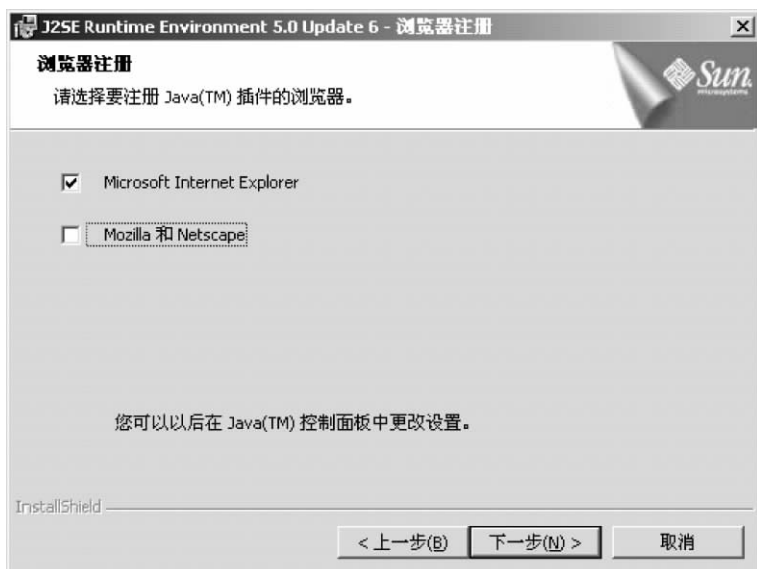 J2SE Runtime Environment 5.0 Update 6 - 浏览器注册
浏览器注册
请选择要注册 Java(TM) 插件的浏览器。
Sun
microsystems
Microsoft Internet Explorer
Mozilla 和 Netscape
您可以以后在 Java(TM) 控制面板中更改设置。
InstallShield
< 上一步(B)
下一步(N) >
取消